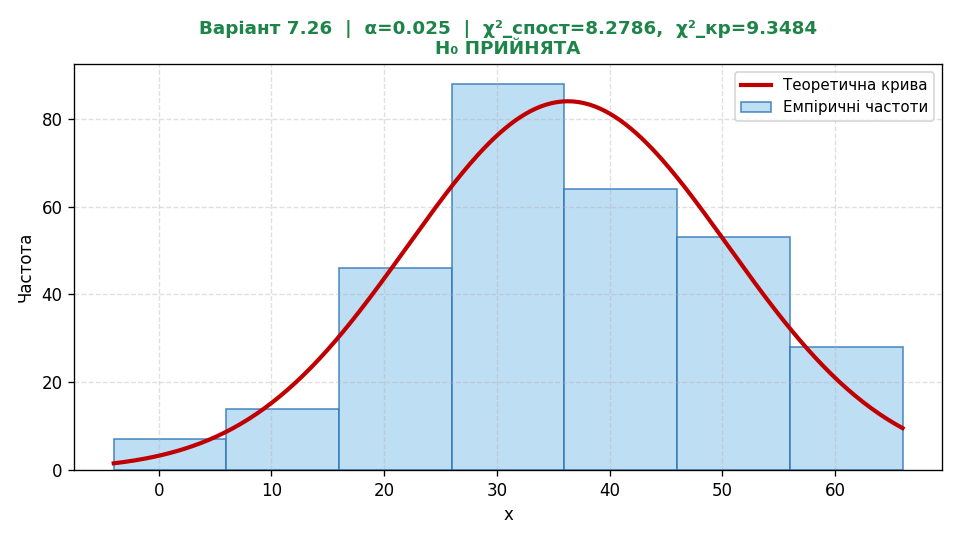 Варіант 7.26 | α=0.025 | χ²_спост=8.2786, χ²_кр=9.3484
H₀ ПРИЙНЯТА
Теоретична крива
Емпіричні частоти
Частота
80
60
40
20
0
0 10 20 30 40 50 60
x